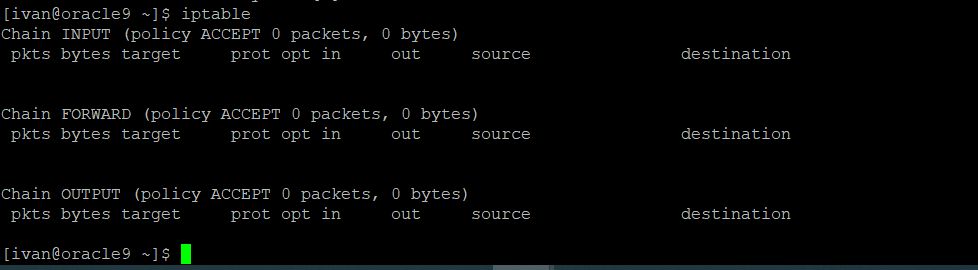 [ivan@oracle9 ~]$ iptable
Chain INPUT (policy ACCEPT 0 packets, 0 bytes)
 pkts bytes target     prot opt in     out     source               destination
Chain FORWARD (policy ACCEPT 0 packets, 0 bytes)
 pkts bytes target     prot opt in     out     source               destination
Chain OUTPUT (policy ACCEPT 0 packets, 0 bytes)
 pkts bytes target     prot opt in     out     source               destination
[ivan@oracle9 ~]$